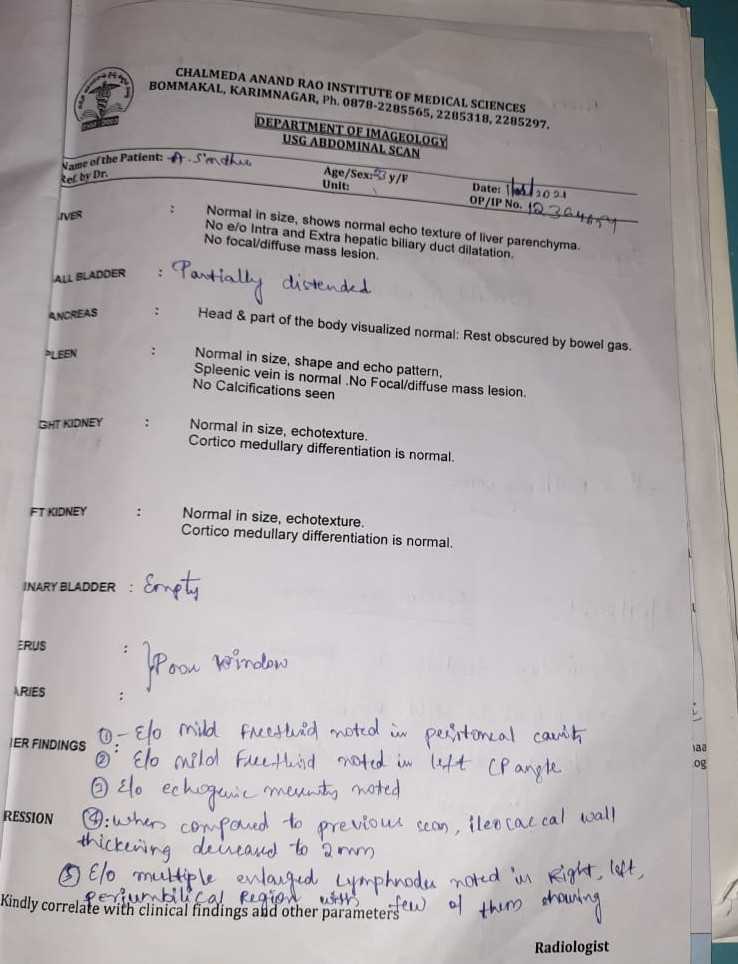 CHALMEDA ANAND RAO INSTITUTE OF MEDICAL SCIENCES
BOMMAKAL, KARIMNAGAR, Ph. 0878-2285565, 2285318, 2285297.
DEPARTMENT OF IMAGEOLOGY
USG ABDOMINAL SCAN
Name of the Patient: A. Sindhu Age/Sex: y/F Date: 2021
Ref. by Dr. Unit: OP/IP No.
IVER : Normal in size, shows normal echo texture of liver parenchyma.
No e/o Intra and Extra hepatic biliary duct dilatation.
No focal/diffuse mass lesion.
ALL BLADDER : Partially distended
ANCREAS : Head & part of the body visualized normal: Rest obscured by bowel gas.
PLEEN : Normal in size, shape and echo pattern,
Spleenic vein is normal .No Focal/diffuse mass lesion.
No Calcifications seen
GHT KIDNEY : Normal in size, echotexture.
Cortico medullary differentiation is normal.
FT KIDNEY : Normal in size, echotexture.
Cortico medullary differentiation is normal.
INARY BLADDER : Empty
ERUS :
} Poor window
ARIES :
ER FINDINGS : ① - E/o mild freefluid noted in peritoneal cavity
② E/o mild freefluid noted in left CP angle
③ E/o echogenic mesentry noted
RESSION ④: when compared to previous scan, ileocaecal wall
thickening decreased to 2mm
⑤ E/o multiple enlarged lymphnodes noted in Right, left,
periumbilical Region with few of them showing
Kindly correlate with clinical findings and other parameters
Radiologist